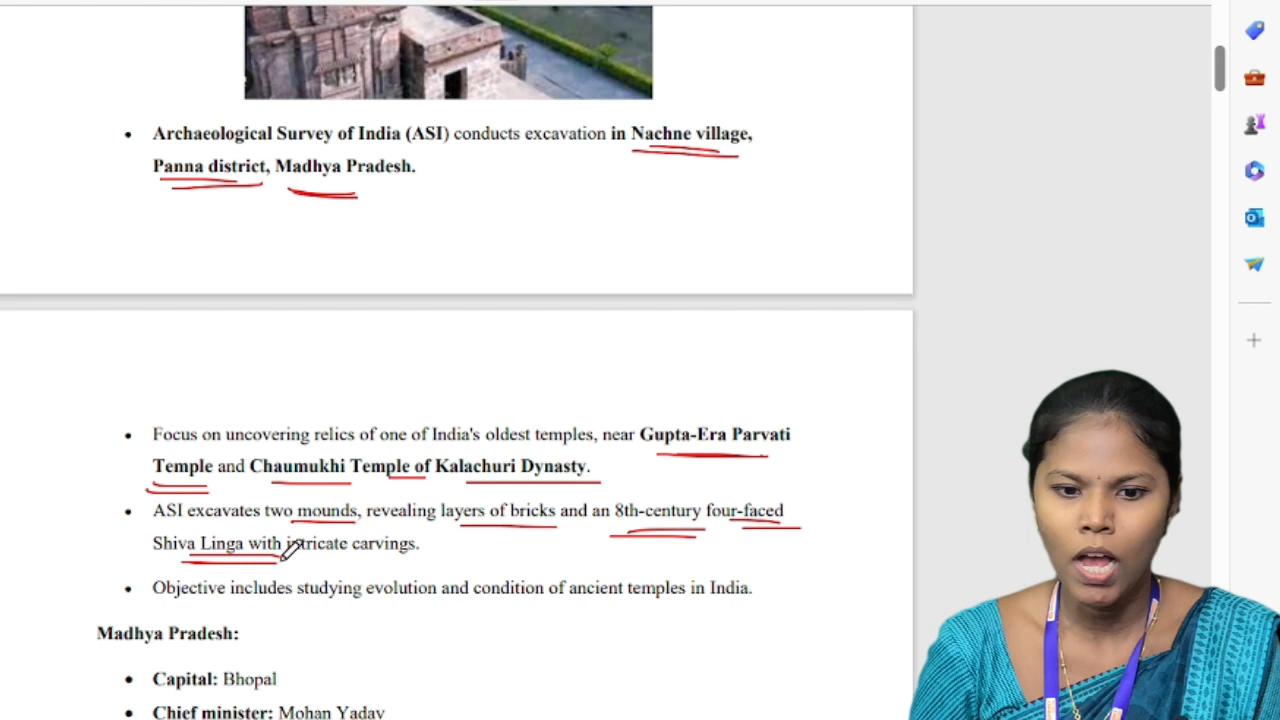 Archaeological Survey of India (ASI) conducts excavation in Nachne village,
Panna district, Madhya Pradesh.
Focus on uncovering relics of one of India's oldest temples, near Gupta-Era Parvati
Temple and Chaumukhi Temple of Kalachuri Dynasty.
ASI excavates two mounds, revealing layers of bricks and an 8th-century four-faced
Shiva Linga with intricate carvings.
Objective includes studying evolution and condition of ancient temples in India.
Madhya Pradesh:
Capital: Bhopal
Chief minister: Mohan Yadav